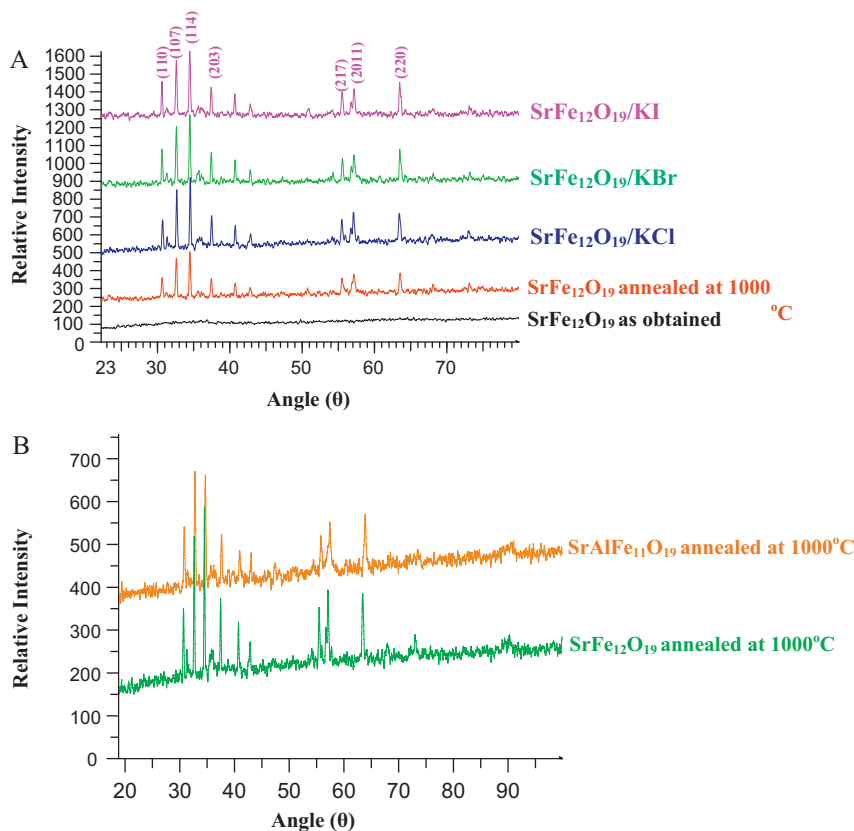 A
(110)
(107)
(114)
(203)
(217)
(2011)
(220)
Relative Intensity
1600
1500
1400
1300
1200
1100
1000
900
800
700
600
500
400
300
200
100
0
SrFe₁₂O₁₉/KI
SrFe₁₂O₁₉/KBr
SrFe₁₂O₁₉/KCl
SrFe₁₂O₁₉ annealed at 1000
°C
SrFe₁₂O₁₉ as obtained
23 30 40 50 60 70
Angle (θ)
B
Relative Intensity
700
600
500
400
300
200
100
0
SrAlFe₁₁O₁₉ annealed at 1000°C
SrFe₁₂O₁₉ annealed at 1000°C
20 30 40 50 60 70 80 90
Angle (θ)